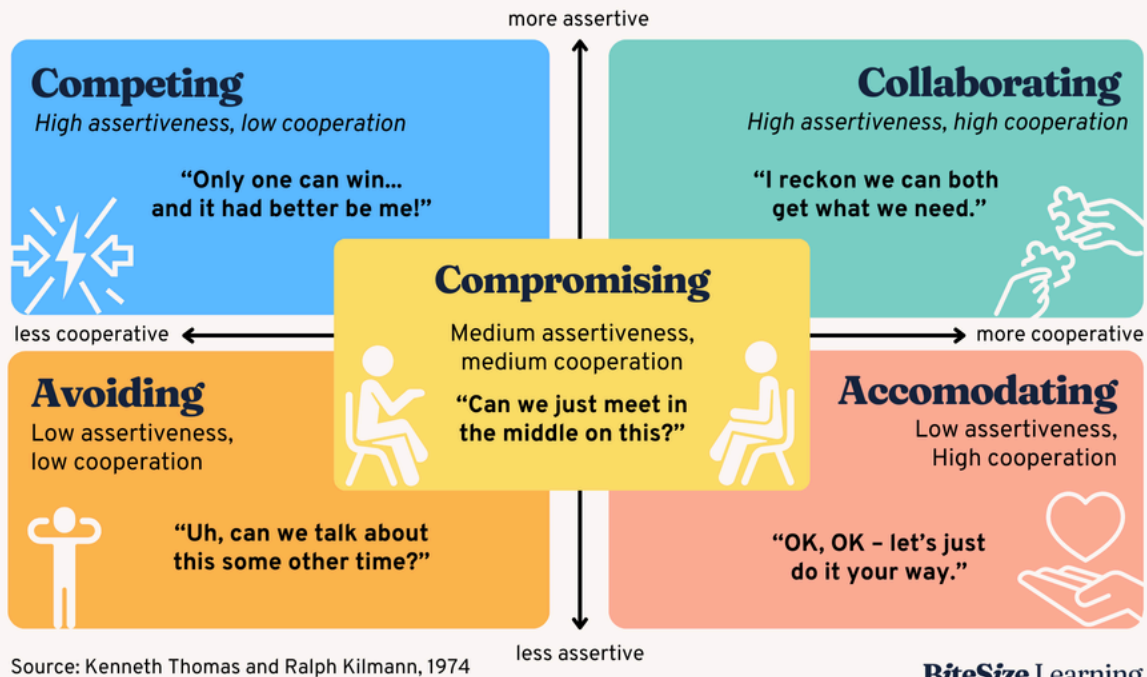 more assertive
Competing
High assertiveness, low cooperation
“Only one can win...
and it had better be me!”
Collaborating
High assertiveness, high cooperation
“I reckon we can both
get what we need.”
Compromising
Medium assertiveness,
medium cooperation
“Can we just meet in
the middle on this?”
less cooperative
more cooperative
Avoiding
Low assertiveness,
low cooperation
“Uh, can we talk about
this some other time?”
Accomodating
Low assertiveness,
High cooperation
“OK, OK – let’s just
do it your way.”
less assertive
Source: Kenneth Thomas and Ralph Kilmann, 1974
BiteSize Learning